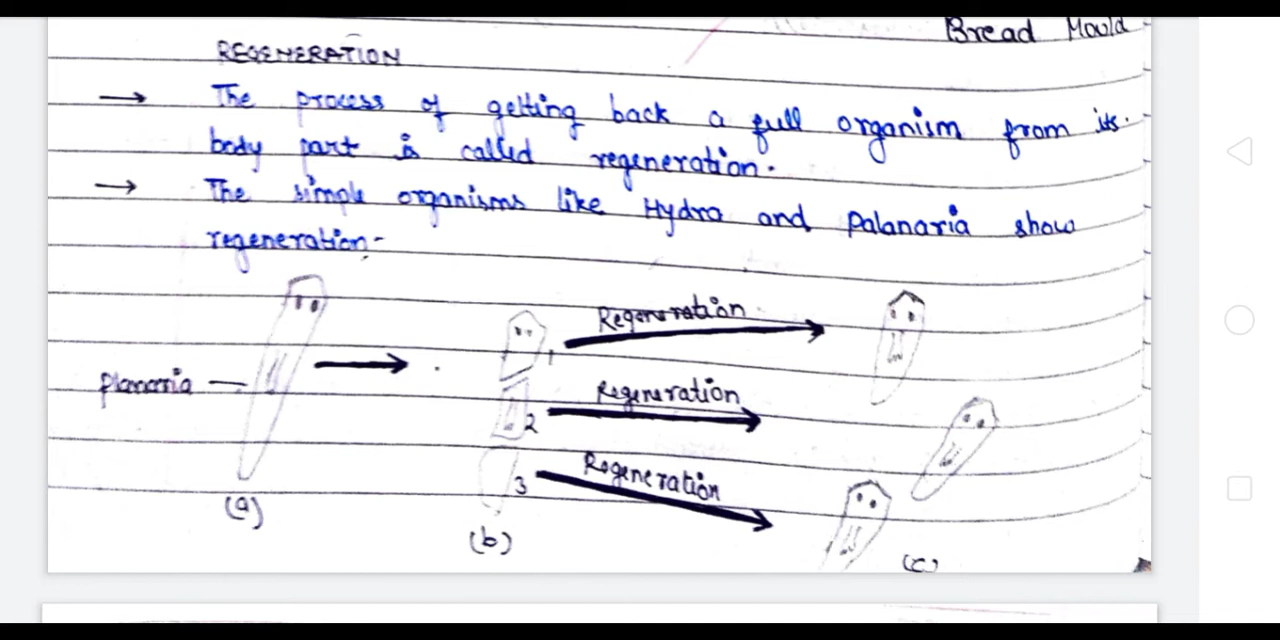 Bread Mould
REGENERATION
→ The process of getting back a full organism from its.
body part is called regeneration.
→ The simple organisms like Hydra and Palanaria show
regeneration-
Regeneration
1
planaria
Regeneration
2
Regeneration
3
(a)
(b)
(c)